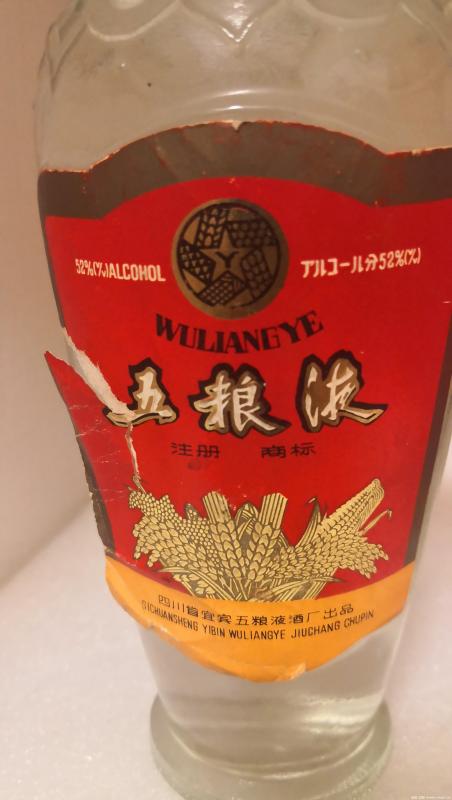 Y
52%(V/V)ALCOHOL
アルコール分52%(V/V)
WULIANGYE
五粮液
注册 商标
四川省宜宾五粮液酒厂出品
SICHUANSHENG YIBIN WULIANGYE JIUCHANG CHUPIN